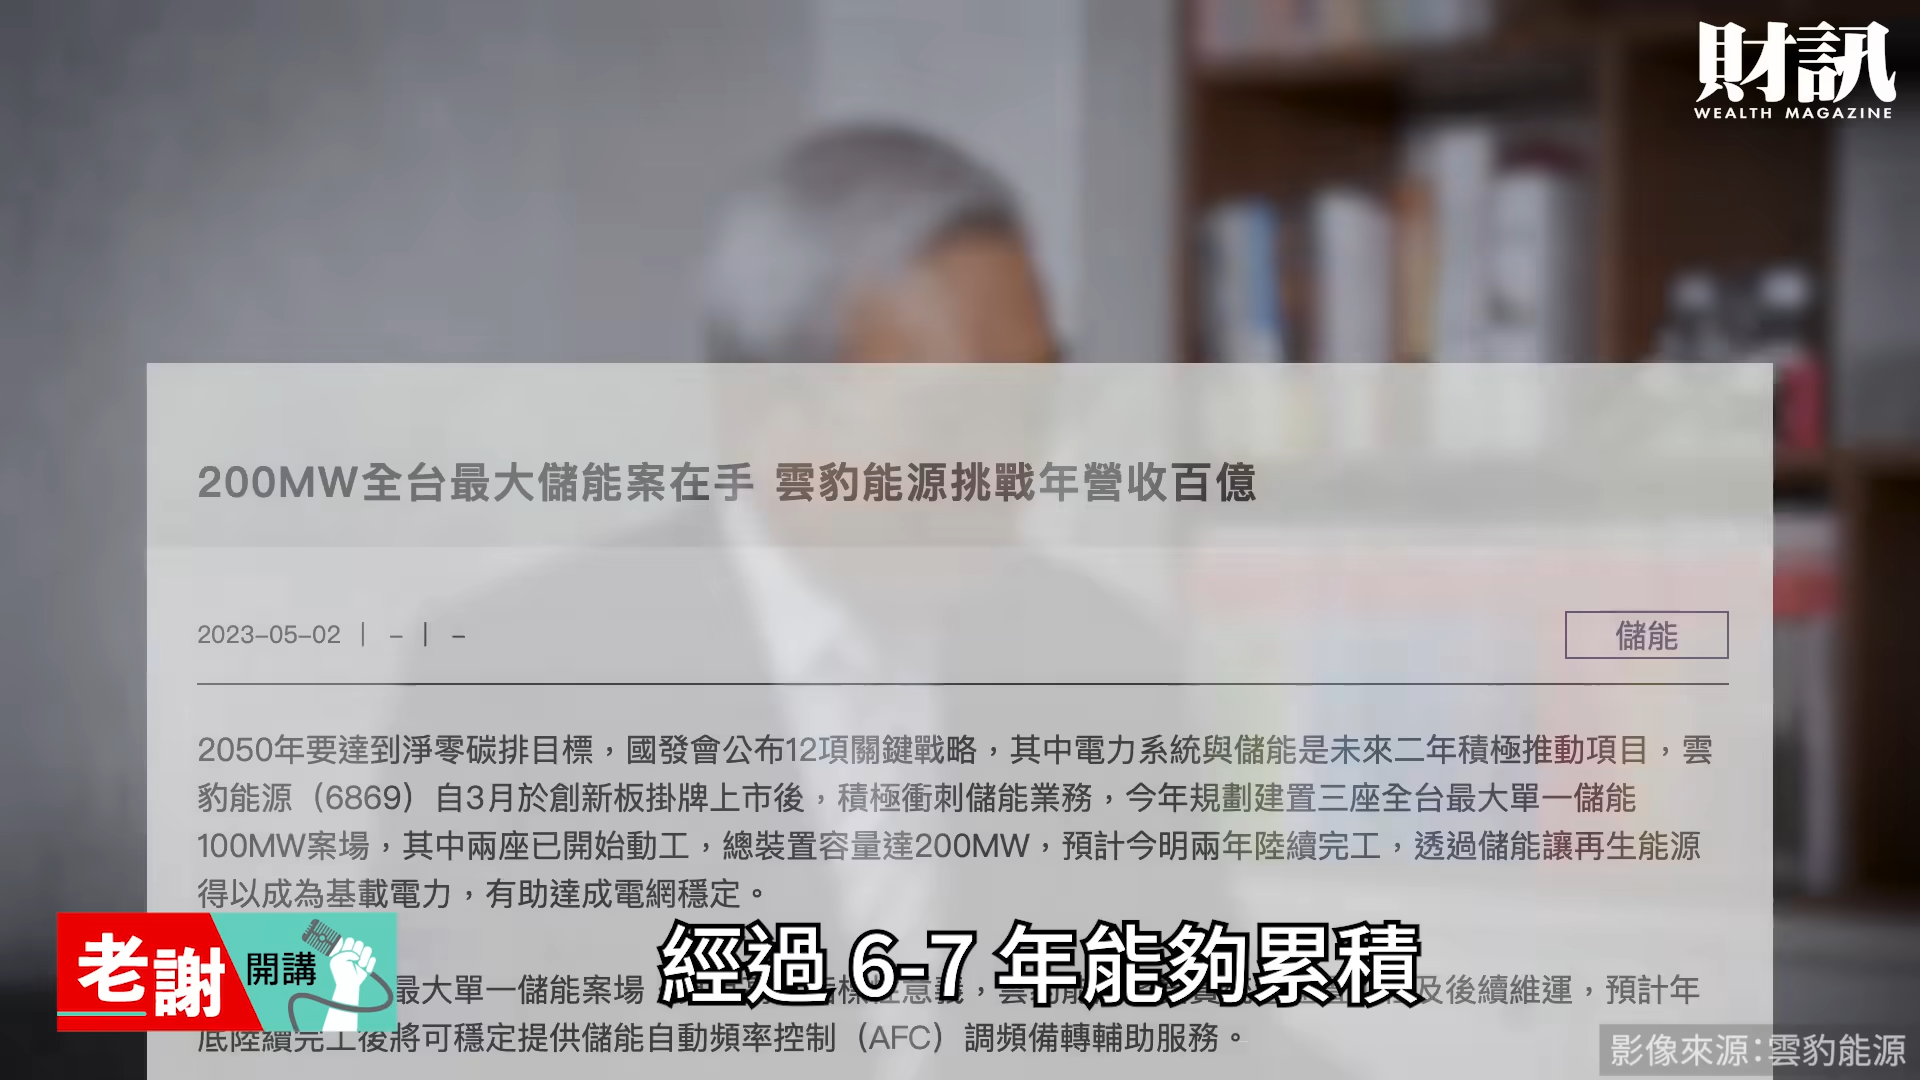 財訊
WEALTH MAGAZINE
200MW全台最大儲能案在手 雲豹能源挑戰年營收百億
2023-05-02 | - | -
儲能
2050年要達到淨零碳排目標，國發會公布12項關鍵戰略，其中電力系統與儲能是未來二年積極推動項目，雲
豹能源（6869）自3月於創新板掛牌上市後，積極衝刺儲能業務，今年規劃建置三座全台最大單一儲能
100MW案場，其中兩座已開始動工，總裝置容量達200MW，預計今明兩年陸續完工，透過儲能讓再生能源
得以成為基載電力，有助達成電網穩定。
最大單一儲能案場
及後續維運，預計年
底陸續完工後將可穩定提供儲能自動頻率控制（AFC）調頻備轉輔助服務。
老謝
開講
經過 6-7 年能夠累積
影像來源:雲豹能源